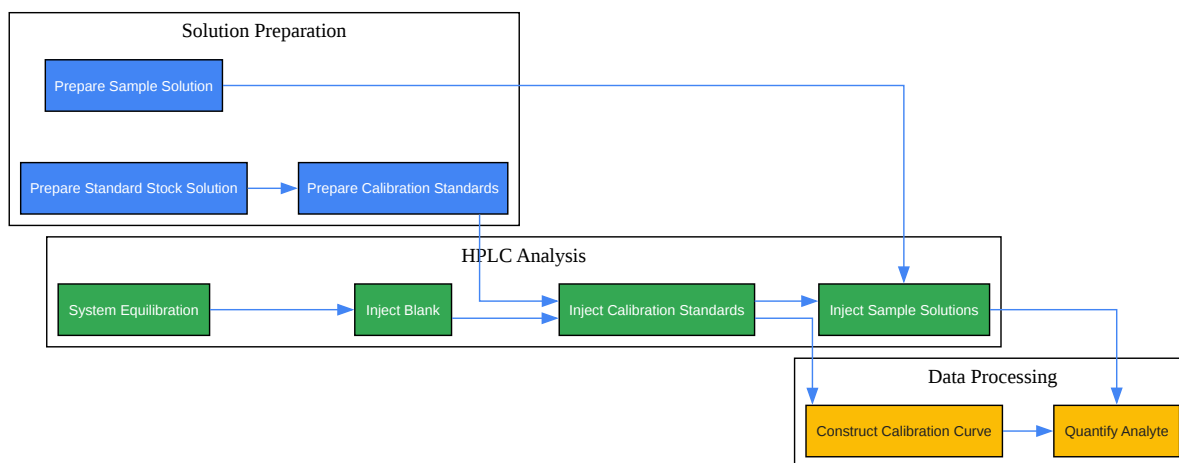 Solution Preparation
Prepare Sample Solution
Prepare Standard Stock Solution
Prepare Calibration Standards
HPLC Analysis
System Equilibration
Inject Blank
Inject Calibration Standards
Inject Sample Solutions
Data Processing
Construct Calibration Curve
Quantify Analyte